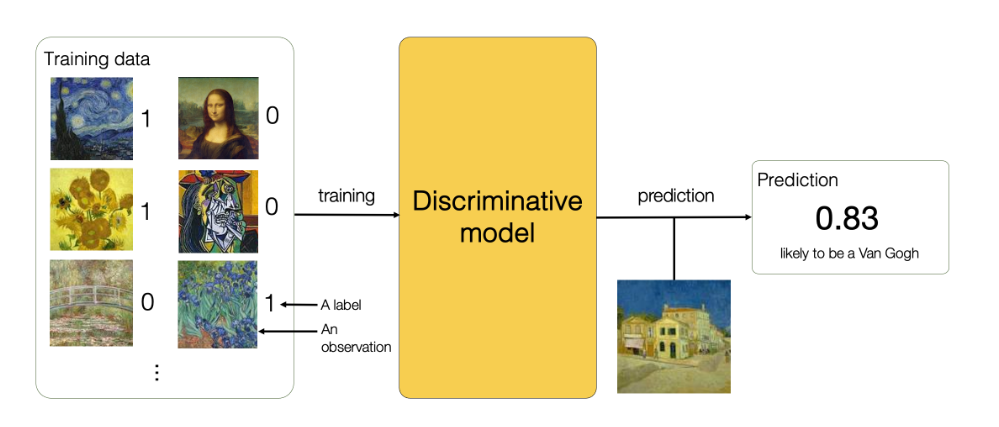 Training data
1
0
1
0
0
1
A label
An
observation
⋮
training
Discriminative
model
prediction
Prediction
0.83
likely to be a Van Gogh